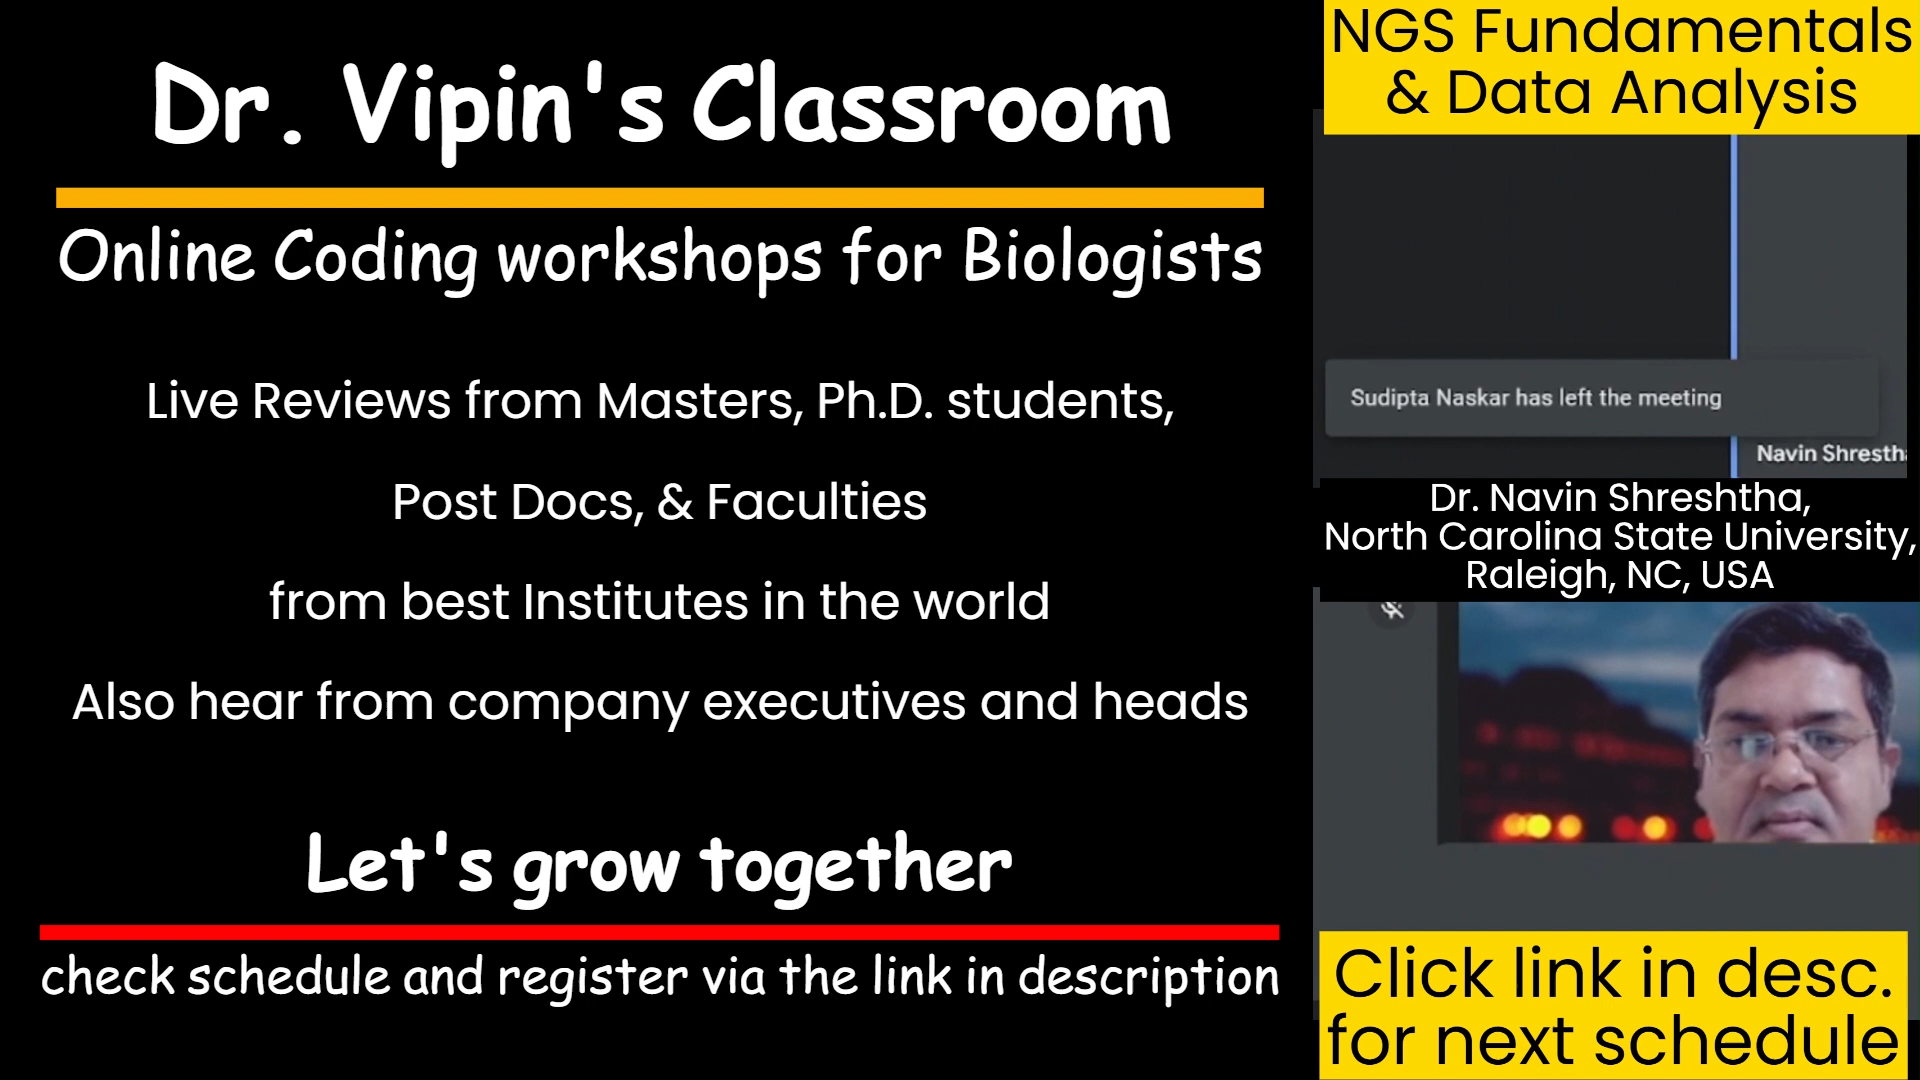 Dr. Vipin's Classroom
Online Coding workshops for Biologists
Live Reviews from Masters, Ph.D. students,
Post Docs, & Faculties
from best Institutes in the world
Also hear from company executives and heads
Let's grow together
check schedule and register via the link in description
NGS Fundamentals
& Data Analysis
Sudipta Naskar has left the meeting
Navin Shresth
Dr. Navin Shreshtha,
North Carolina State University,
Raleigh, NC, USA
Click link in desc.
for next schedule